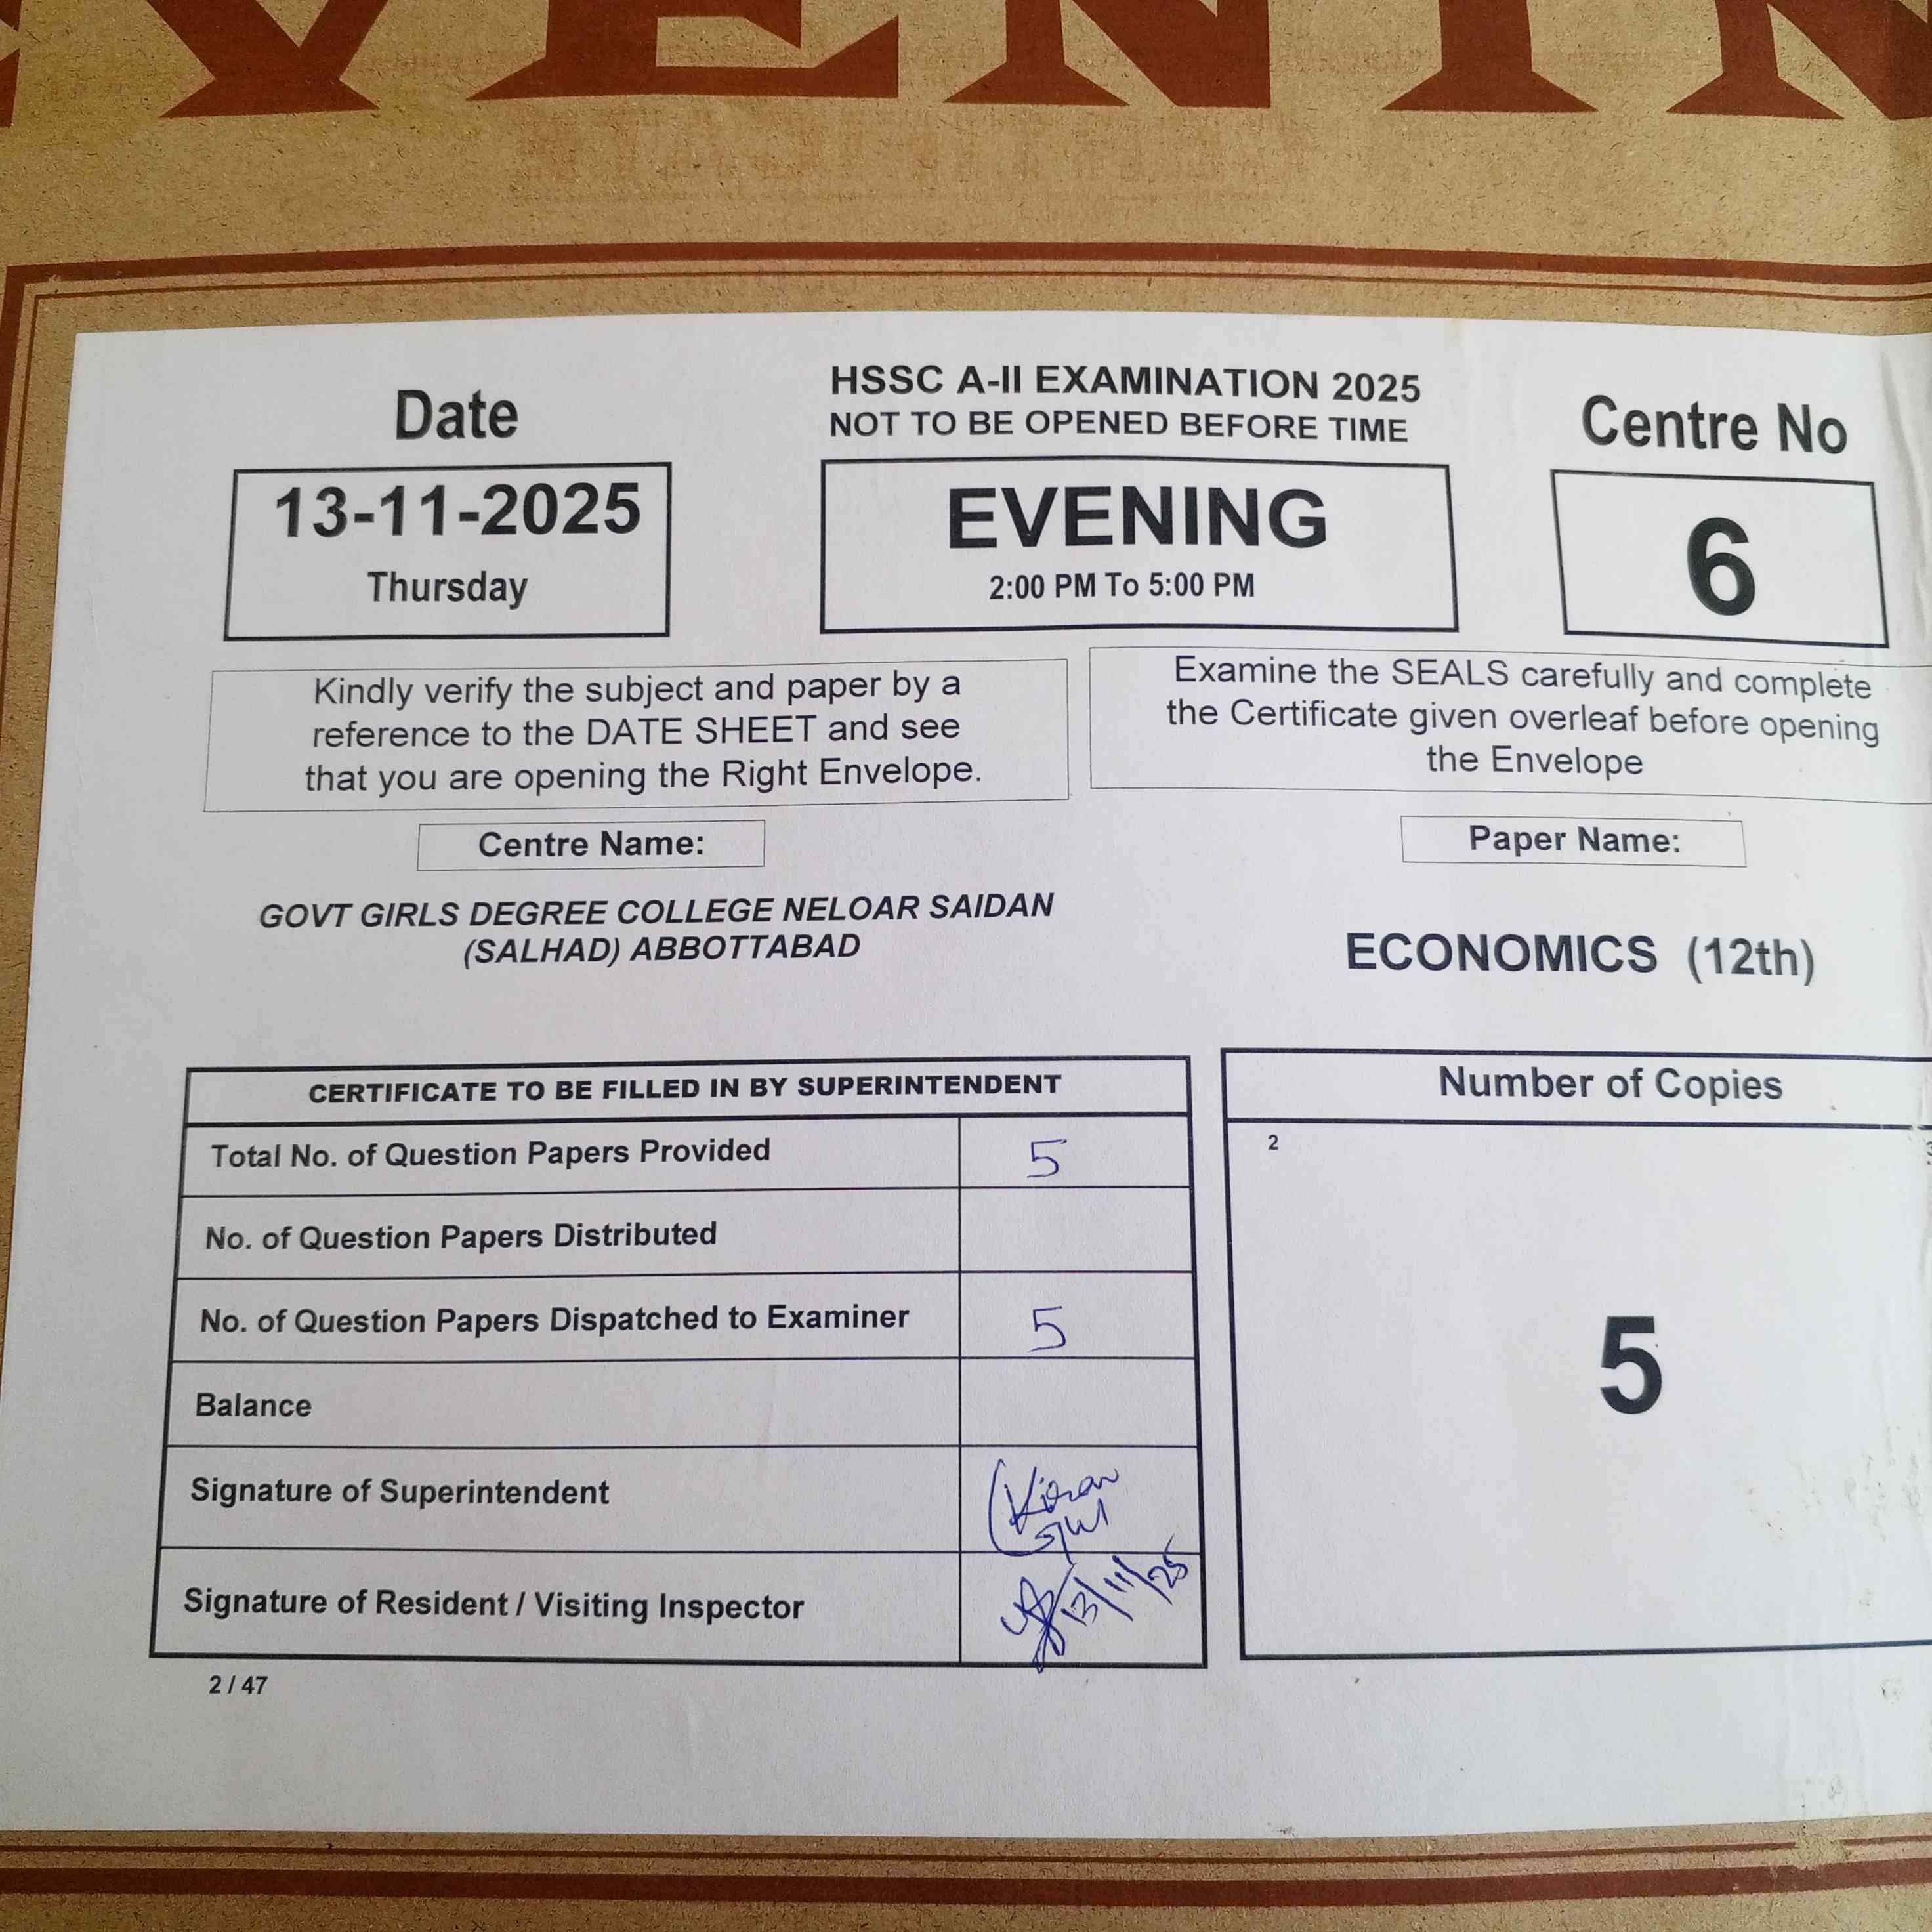 EVENIN
Date
13-11-2025
Thursday
HSSC A-II EXAMINATION 2025
NOT TO BE OPENED BEFORE TIME
EVENING
2:00 PM To 5:00 PM
Centre No
6
Kindly verify the subject and paper by a
reference to the DATE SHEET and see
that you are opening the Right Envelope.
Examine the SEALS carefully and complete
the Certificate given overleaf before opening
the Envelope
Centre Name:
GOVT GIRLS DEGREE COLLEGE NELOAR SAIDAN
(SALHAD) ABBOTTABAD
Paper Name:
ECONOMICS (12th)
CERTIFICATE TO BE FILLED IN BY SUPERINTENDENT
Total No. of Question Papers Provided 5
No. of Question Papers Distributed
No. of Question Papers Dispatched to Examiner 5
Balance
Signature of Superintendent Kiran
Gul
Signature of Resident / Visiting Inspector 13/11/25
Number of Copies
2
5
2 / 47